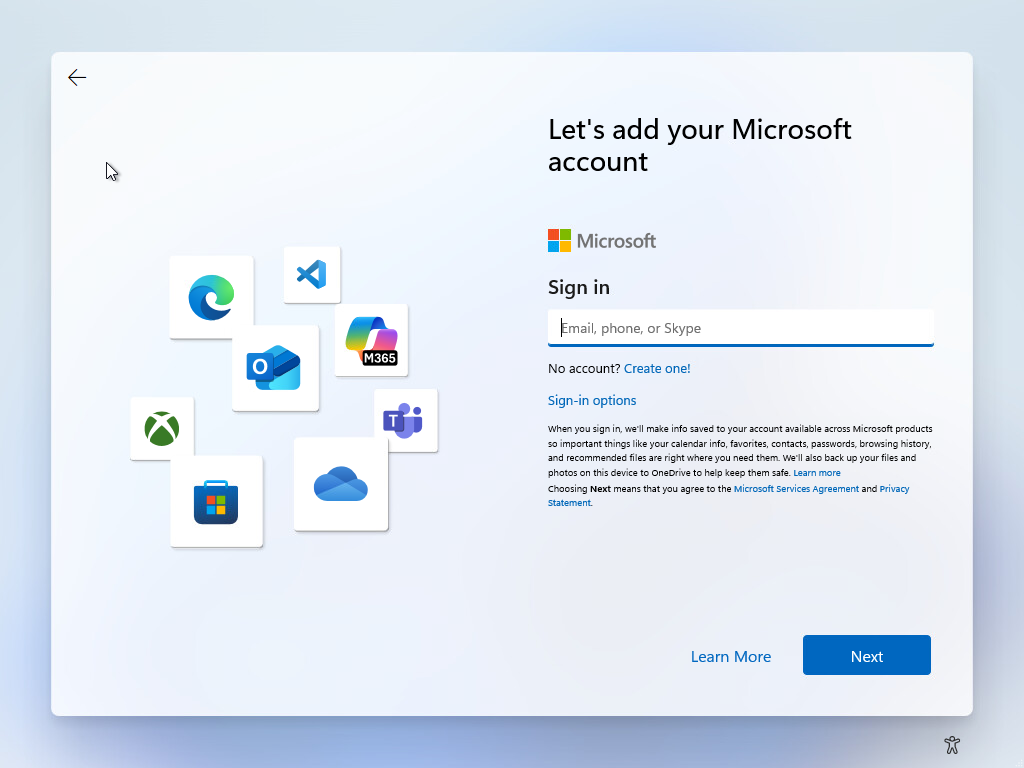 Let's add your Microsoft
account
Microsoft
Sign in
Email, phone, or Skype
No account? Create one!
Sign-in options
When you sign in, we'll make info saved to your account available across Microsoft products
so important things like your calendar info, favorites, contacts, passwords, browsing history,
and recommended files are right where you need them. We'll also back up your files and
photos on this device to OneDrive to help keep them safe. Learn more
Choosing Next means that you agree to the Microsoft Services Agreement and Privacy
Statement.
M365
O
T
Learn More
Next